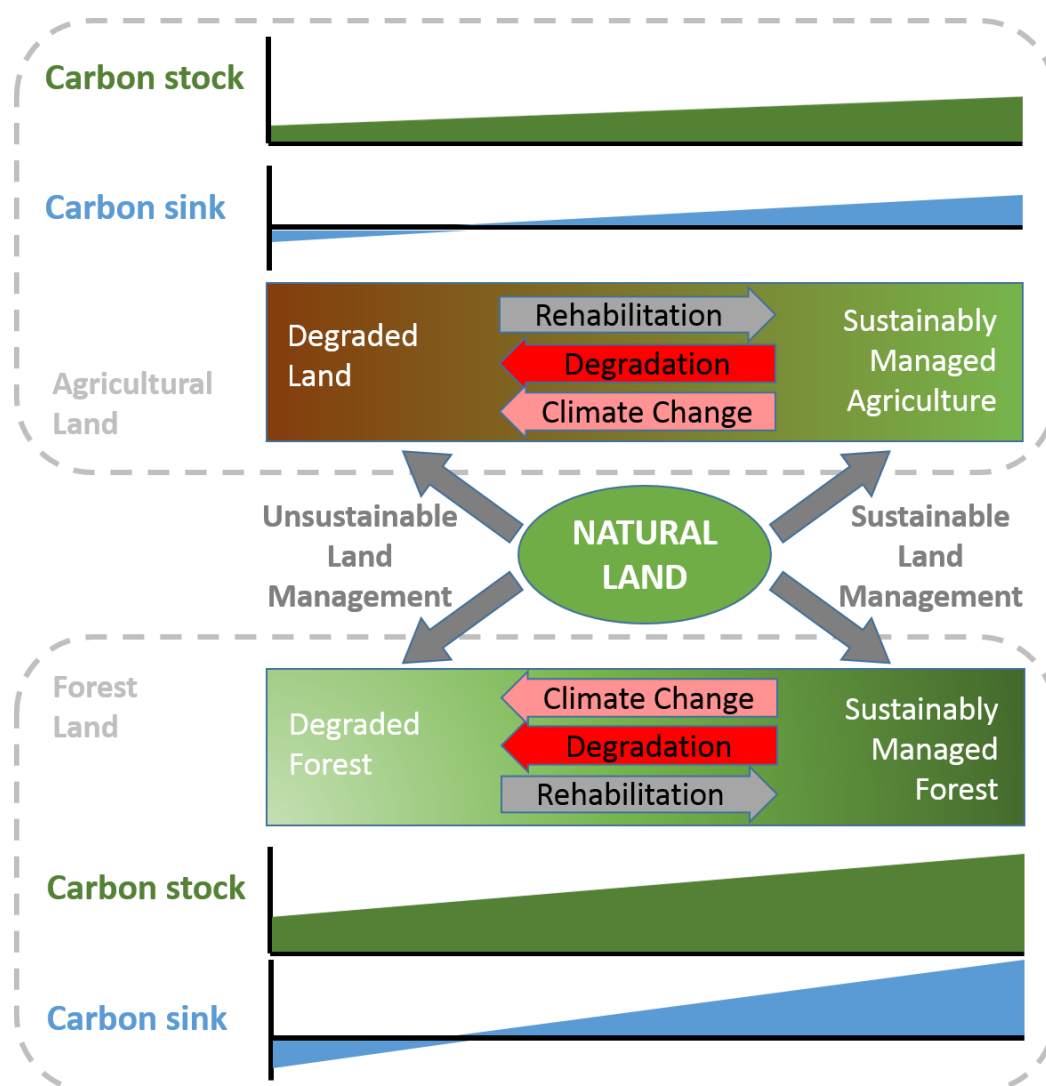 Carbon stock
Carbon sink
Agricultural
Land
Degraded
Land
Rehabilitation
Degradation
Climate Change
Sustainably
Managed
Agriculture
Unsustainable
Land
Management
NATURAL
LAND
Sustainable
Land
Management
Forest
Land
Degraded
Forest
Climate Change
Degradation
Rehabilitation
Sustainably
Managed
Forest
Carbon stock
Carbon sink